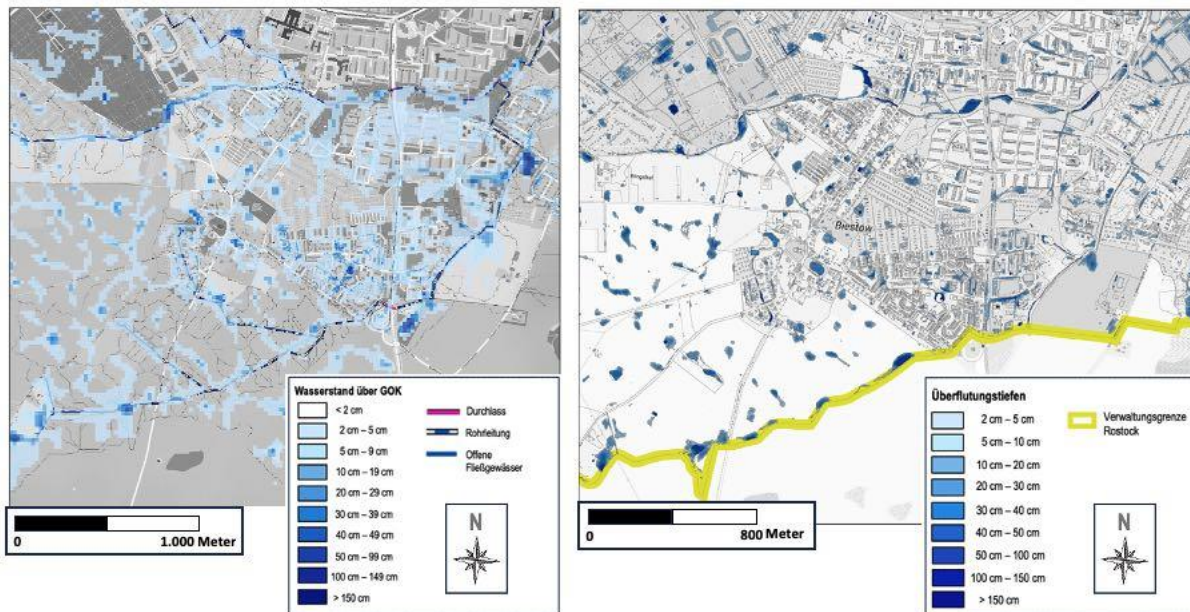 Biestow
Wasserstand über GOK
< 2 cm
2 cm – 5 cm
5 cm – 9 cm
10 cm – 19 cm
20 cm – 29 cm
30 cm – 39 cm
40 cm – 49 cm
50 cm – 99 cm
100 cm – 149 cm
> 150 cm
Durchlass
Rohrleitung
Offene
Fließgewässer
N
0 1.000 Meter
Überflutungstiefen
2 cm – 5 cm
5 cm – 10 cm
10 cm – 20 cm
20 cm – 30 cm
30 cm – 40 cm
40 cm – 50 cm
50 cm – 100 cm
100 cm – 150 cm
> 150 cm
Verwaltungsgrenze
Rostock
N
0 800 Meter